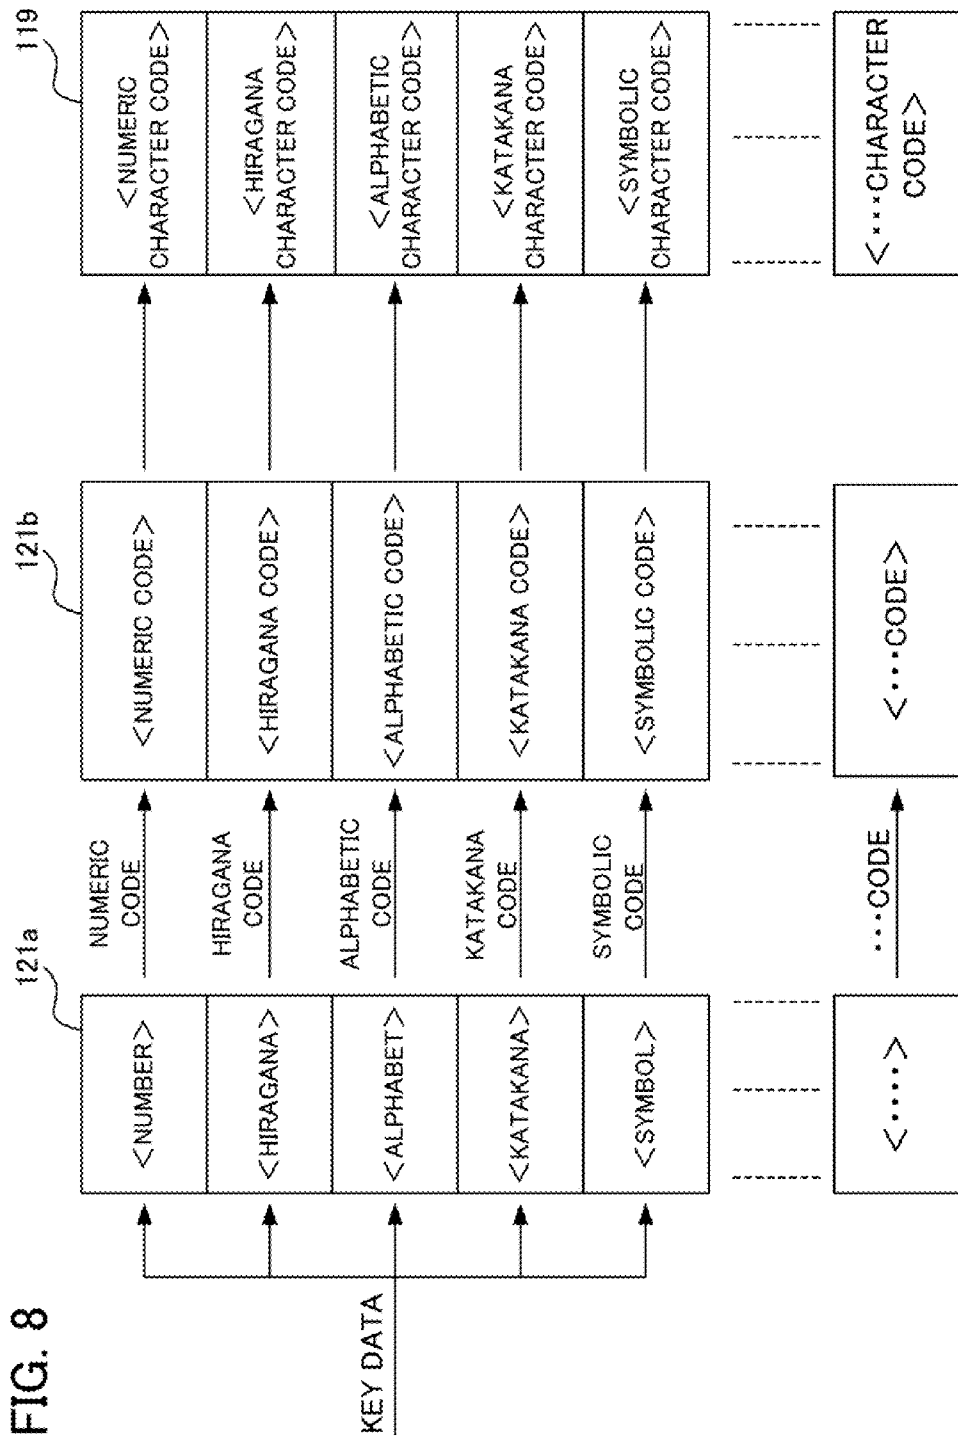 FIG. 8
KEY DATA
121a
<NUMBER>
<HIRAGANA>
<ALPHABET>
<KATAKANA>
<SYMBOL>
<·····>
NUMERIC
CODE
HIRAGANA
CODE
ALPHABETIC
CODE
KATAKANA
CODE
SYMBOLIC
CODE
···CODE
121b
<NUMERIC CODE>
<HIRAGANA CODE>
<ALPHABETIC CODE>
<KATAKANA CODE>
<SYMBOLIC CODE>
<···CODE>
119
<NUMERIC
CHARACTER CODE>
<HIRAGANA
CHARACTER CODE>
<ALPHABETIC
CHARACTER CODE>
<KATAKANA
CHARACTER CODE>
<SYMBOLIC
CHARACTER CODE>
<···CHARACTER
CODE>